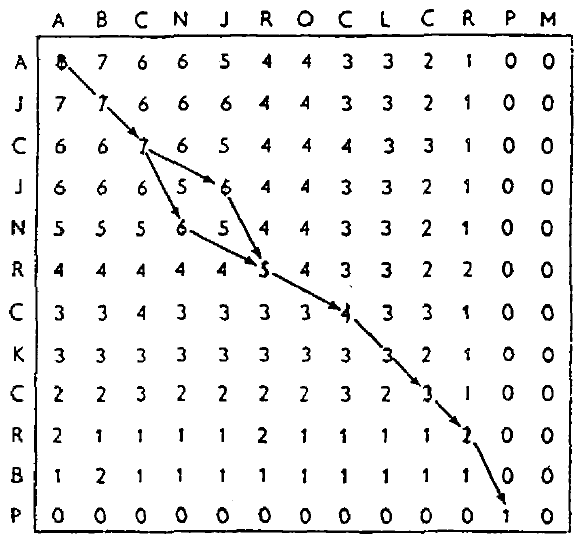 A B C N J R O C L C R P M
A 8 7 6 6 5 4 4 3 3 2 1 0 0
J 7 7 6 6 6 4 4 3 3 2 1 0 0
C 6 6 7 6 5 4 4 4 3 3 1 0 0
J 6 6 6 5 6 4 4 3 3 2 1 0 0
N 5 5 5 6 5 4 4 3 3 2 1 0 0
R 4 4 4 4 4 5 4 3 3 2 2 0 0
C 3 3 4 3 3 3 3 4 3 3 1 0 0
K 3 3 3 3 3 3 3 3 3 2 1 0 0
C 2 2 3 2 2 2 2 3 2 3 1 0 0
R 2 1 1 1 1 2 1 1 1 1 2 0 0
B 1 2 1 1 1 1 1 1 1 1 1 0 0
P 0 0 0 0 0 0 0 0 0 0 0 1 0